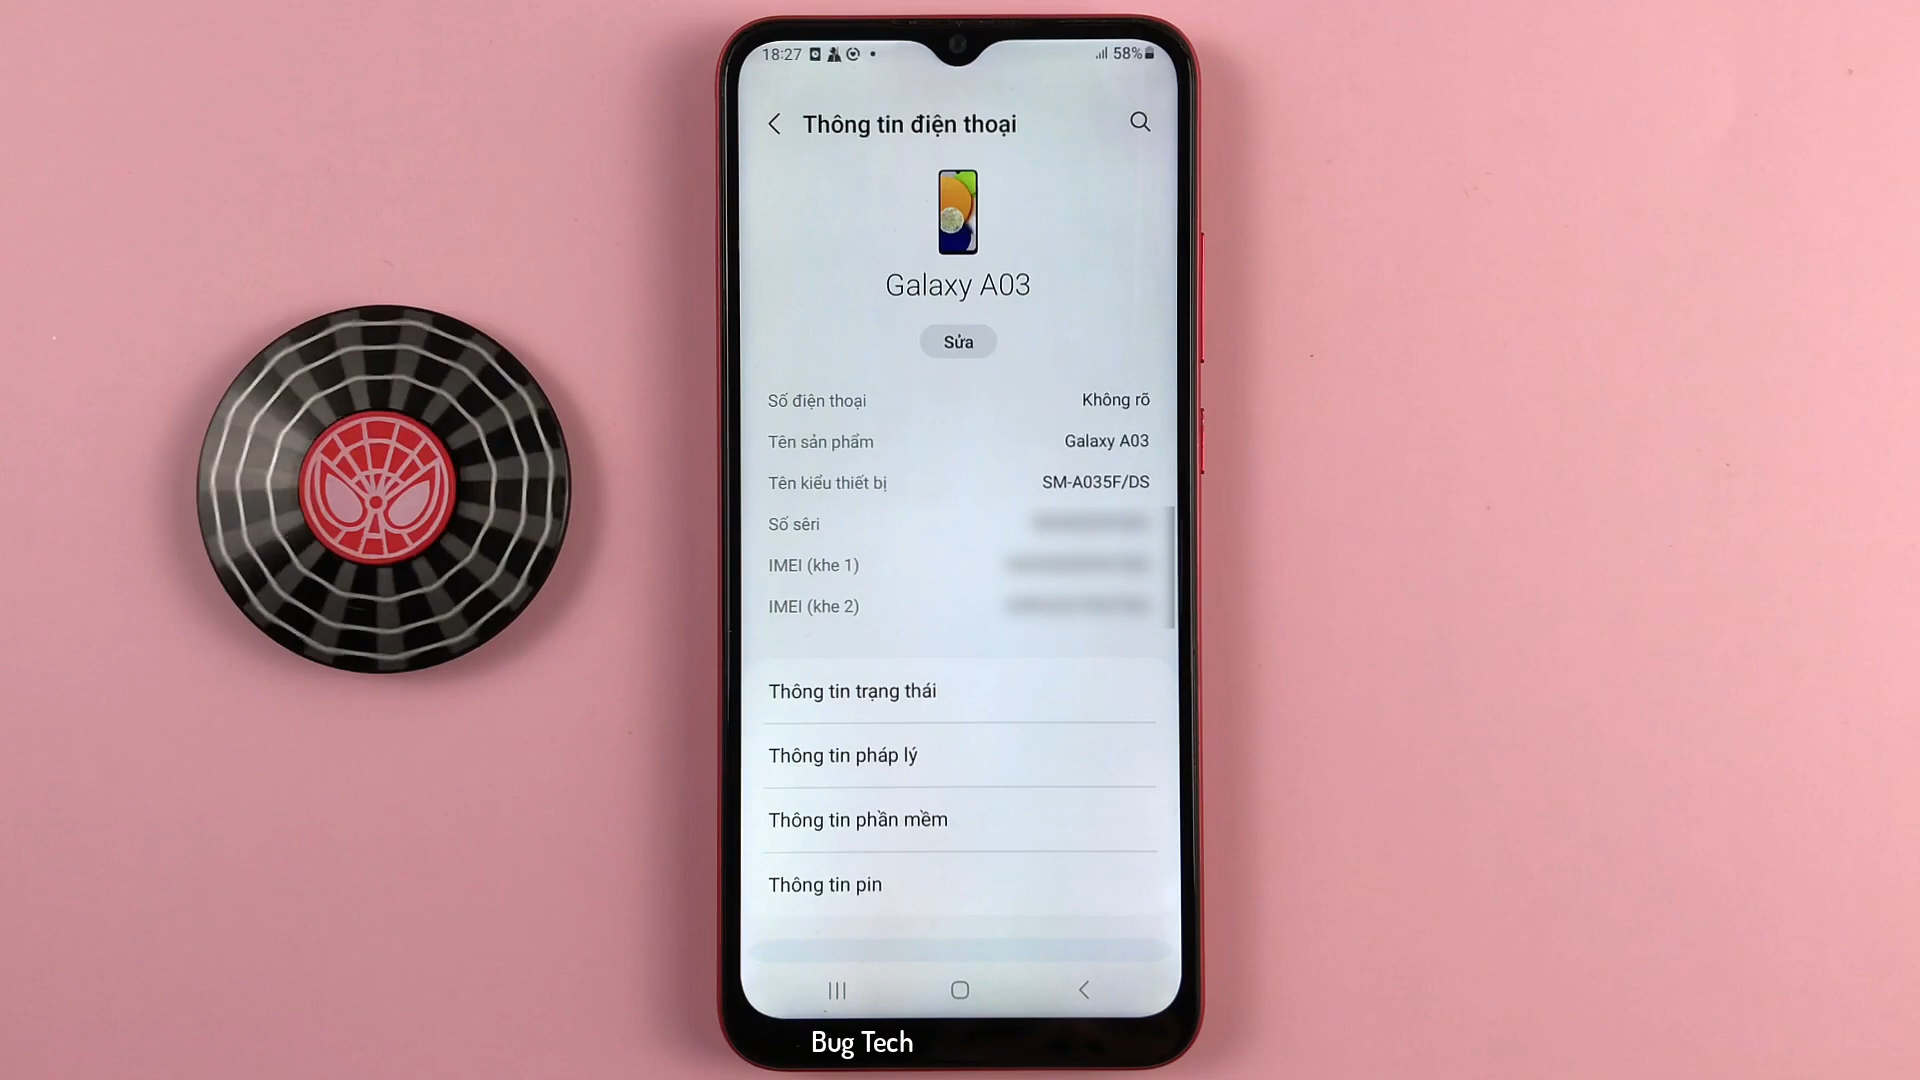 18:27
58%
Thông tin điện thoại
Galaxy A03
Sửa
Số điện thoại Không rõ
Tên sản phẩm Galaxy A03
Tên kiểu thiết bị SM-A035F/DS
Số sêri
IMEI (khe 1)
IMEI (khe 2)
Thông tin trạng thái
Thông tin pháp lý
Thông tin phần mềm
Thông tin pin
Bug Tech